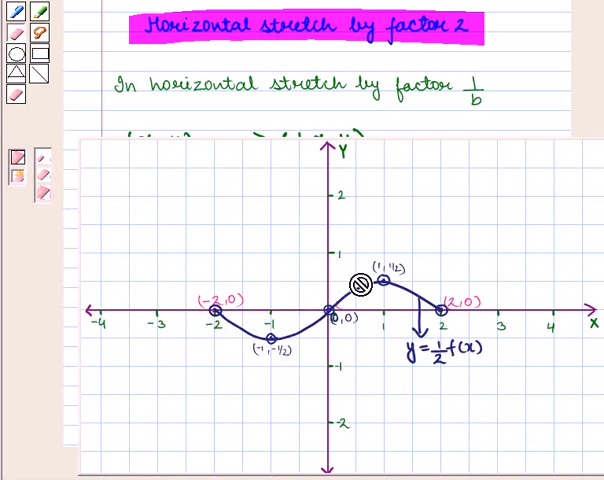 Horizontal stretch by factor 2
In horizontal stretch by factor 1/b
Y
2
1
(1, 1/2)
(-2,0)
(0,0)
(2,0)
-4 -3 -2 -1 1 2 3 4 X
(-1, -1/2)
y = 1/2 f(x)
-1
-2